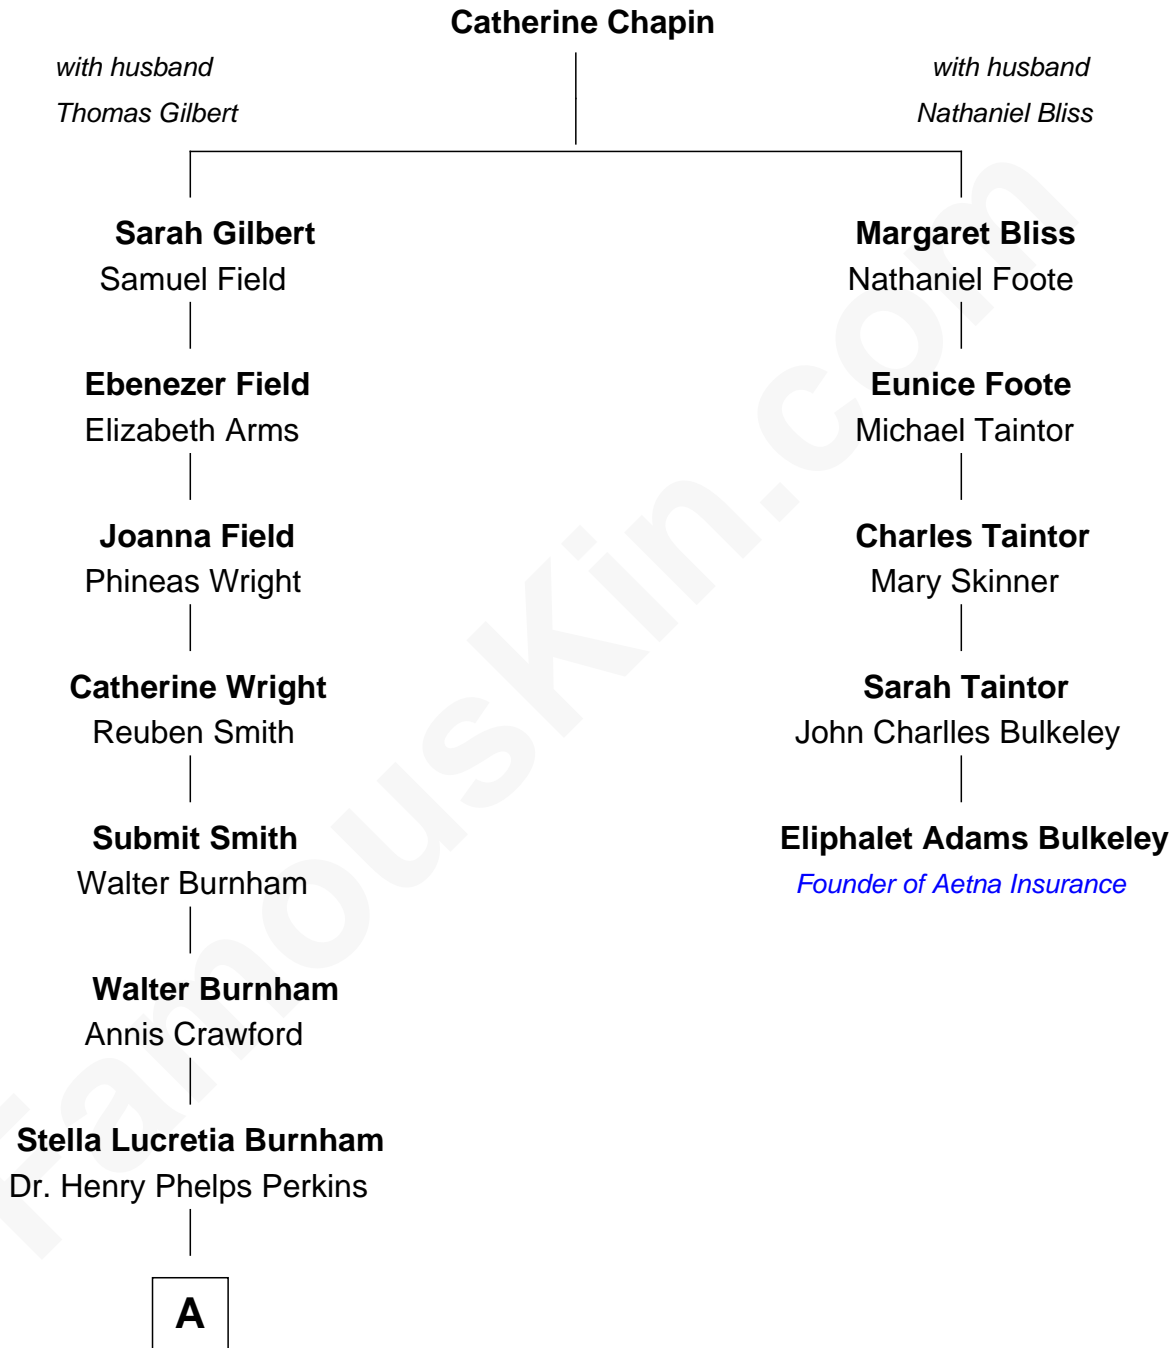 Catherine Chapin
with husband
Thomas Gilbert
with husband
Nathaniel Bliss
Sarah Gilbert
Samuel Field
Margaret Bliss
Nathaniel Foote
Ebenezer Field
Elizabeth Arms
Eunice Foote
Michael Taintor
Joanna Field
Phineas Wright
Charles Taintor
Mary Skinner
Catherine Wright
Reuben Smith
Sarah Taintor
John Charlles Bulkeley
Submit Smith
Walter Burnham
Eliphalet Adams Bulkeley
Founder of Aetna Insurance
Walter Burnham
Annis Crawford
Stella Lucretia Burnham
Dr. Henry Phelps Perkins
A
FamousKin.com